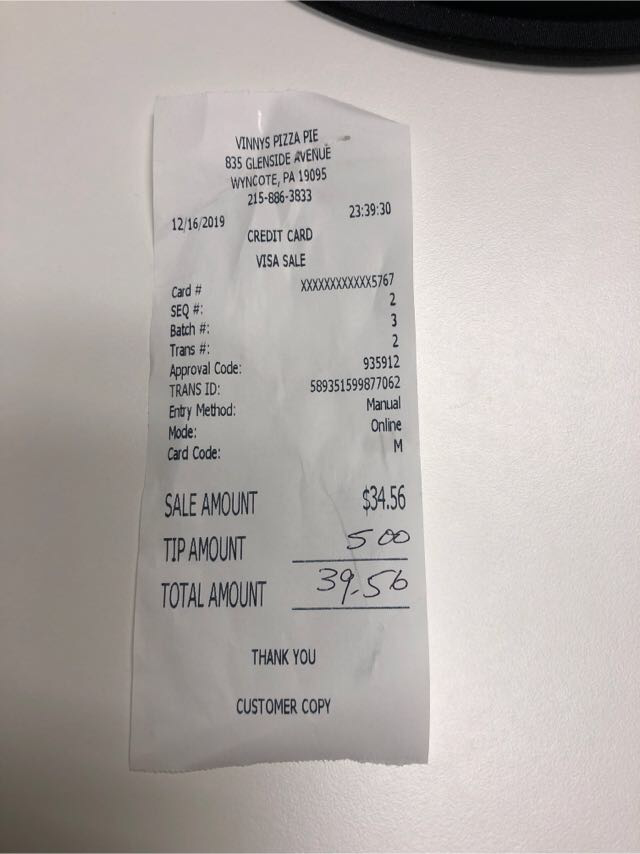 VINNYS PIZZA PIE
835 GLENSIDE AVENUE
WYNCOTE, PA 19095
215-886-3833
12/16/2019 23:39:30
CREDIT CARD
VISA SALE
Card # XXXXXXXXXXXX5767
SEQ #: 2
Batch #: 3
Trans #: 2
Approval Code: 935912
TRANS ID: 589351599877062
Entry Method: Manual
Mode: Online
Card Code: M
SALE AMOUNT $34.56
TIP AMOUNT 5 00
TOTAL AMOUNT 39.56
THANK YOU
CUSTOMER COPY